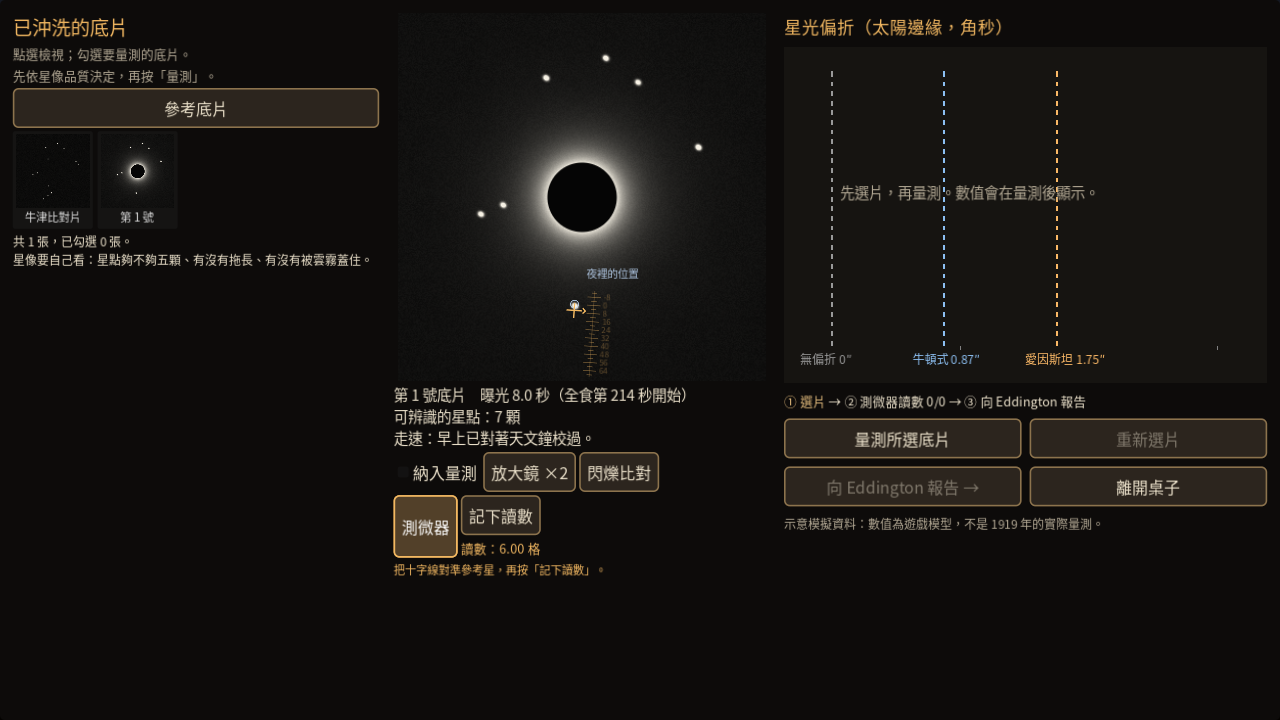 已沖洗的底片
點選檢視；勾選要量測的底片。
先依星像品質決定，再按「量測」。
參考底片
牛津比對片
第 1 號
共 1 張，已勾選 0 張。
星像要自己看：星點夠不夠五顆、有沒有拖長、有沒有被雲霧蓋住。
夜裡的位置
-8
0
8
16
24
32
40
48
56
64
第 1 號底片　曝光 8.0 秒（全食第 214 秒開始）
可辨識的星點：7 顆
走速：早上已對著天文鐘校過。
納入量測
放大鏡 ×2
閃爍比對
測微器
記下讀數
讀數：6.00 格
把十字線對準參考星，再按「記下讀數」。
星光偏折（太陽邊緣，角秒）
先選片，再量測。數值會在量測後顯示。
無偏折 0″
牛頓式 0.87″
愛因斯坦 1.75″
① 選片 → ② 測微器讀數 0/0 → ③ 向 Eddington 報告
量測所選底片
重新選片
向 Eddington 報告 →
離開桌子
示意模擬資料：數值為遊戲模型，不是 1919 年的實際量測。